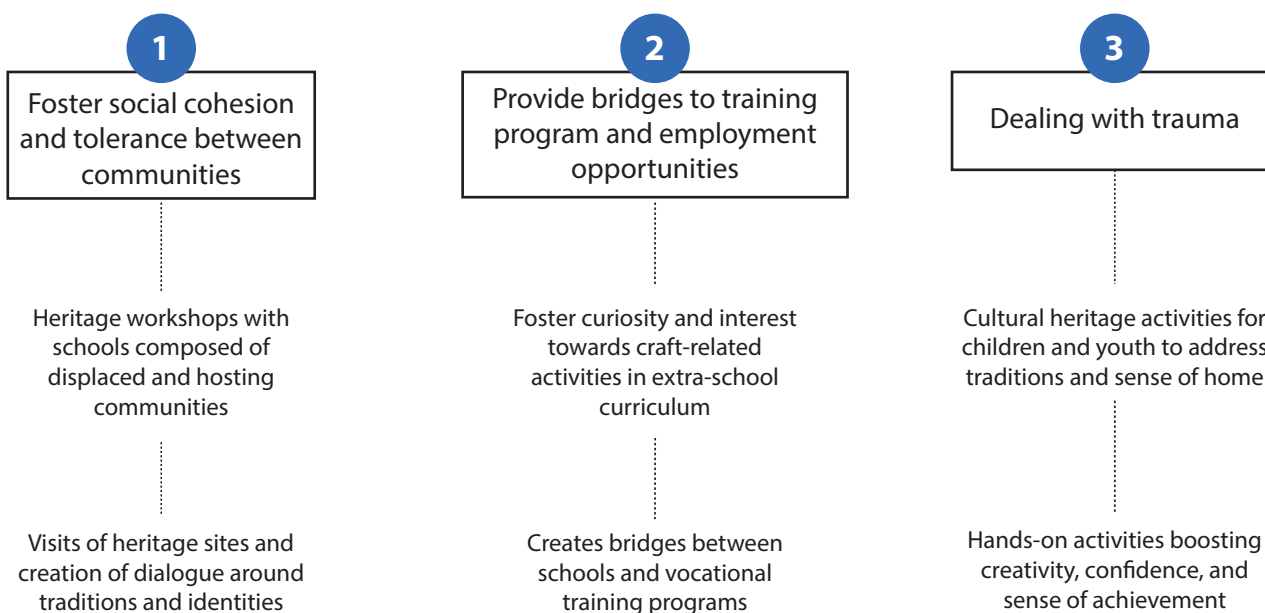 1
Foster social cohesion
and tolerance between
communities
Heritage workshops with
schools composed of
displaced and hosting
communities
Visits of heritage sites and
creation of dialogue around
traditions and identities
2
Provide bridges to training
program and employment
opportunities
Foster curiosity and interest
towards craft-related
activities in extra-school
curriculum
Creates bridges between
schools and vocational
training programs
3
Dealing with trauma
Cultural heritage activities for
children and youth to address
traditions and sense of home
Hands-on activities boosting
creativity, confidence, and
sense of achievement